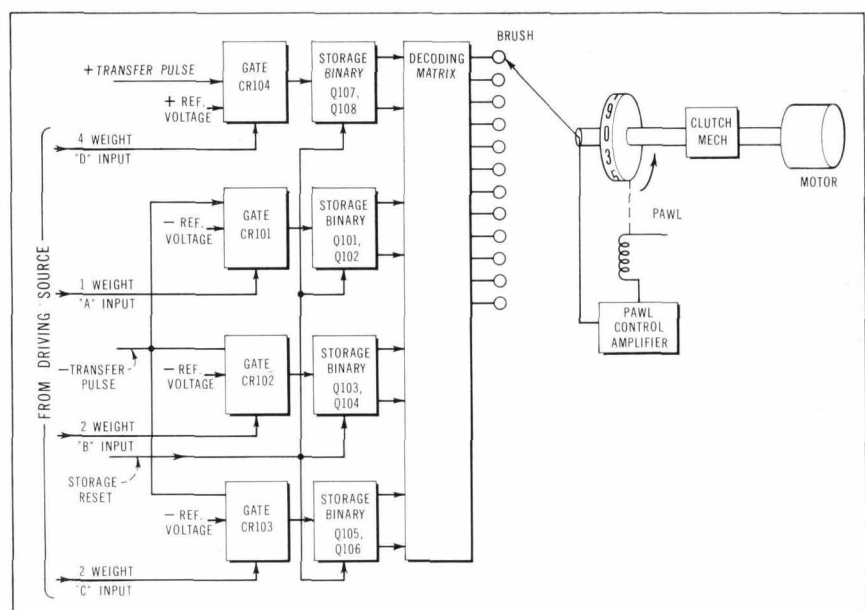 + TRANSFER PULSE
+ REF.
VOLTAGE
4 WEIGHT
"D" INPUT
GATE
CR104
STORAGE
BINARY
Q107,
Q108
DECODING
MATRIX
BRUSH
9
0
3
5
CLUTCH
MECH
MOTOR
PAWL
PAWL
CONTROL
AMPLIFIER
FROM DRIVING SOURCE
- REF.
VOLTAGE
1 WEIGHT
"A" INPUT
GATE
CR101
STORAGE
BINARY
Q101,
Q102
-TRANSFER
PULSE
- REF.
VOLTAGE
2 WEIGHT
"B" INPUT
GATE
CR102
STORAGE
BINARY
Q103,
Q104
STORAGE
RESET
- REF.
VOLTAGE
2 WEIGHT
"C" INPUT
GATE
CR103
STORAGE
BINARY
Q105,
Q106